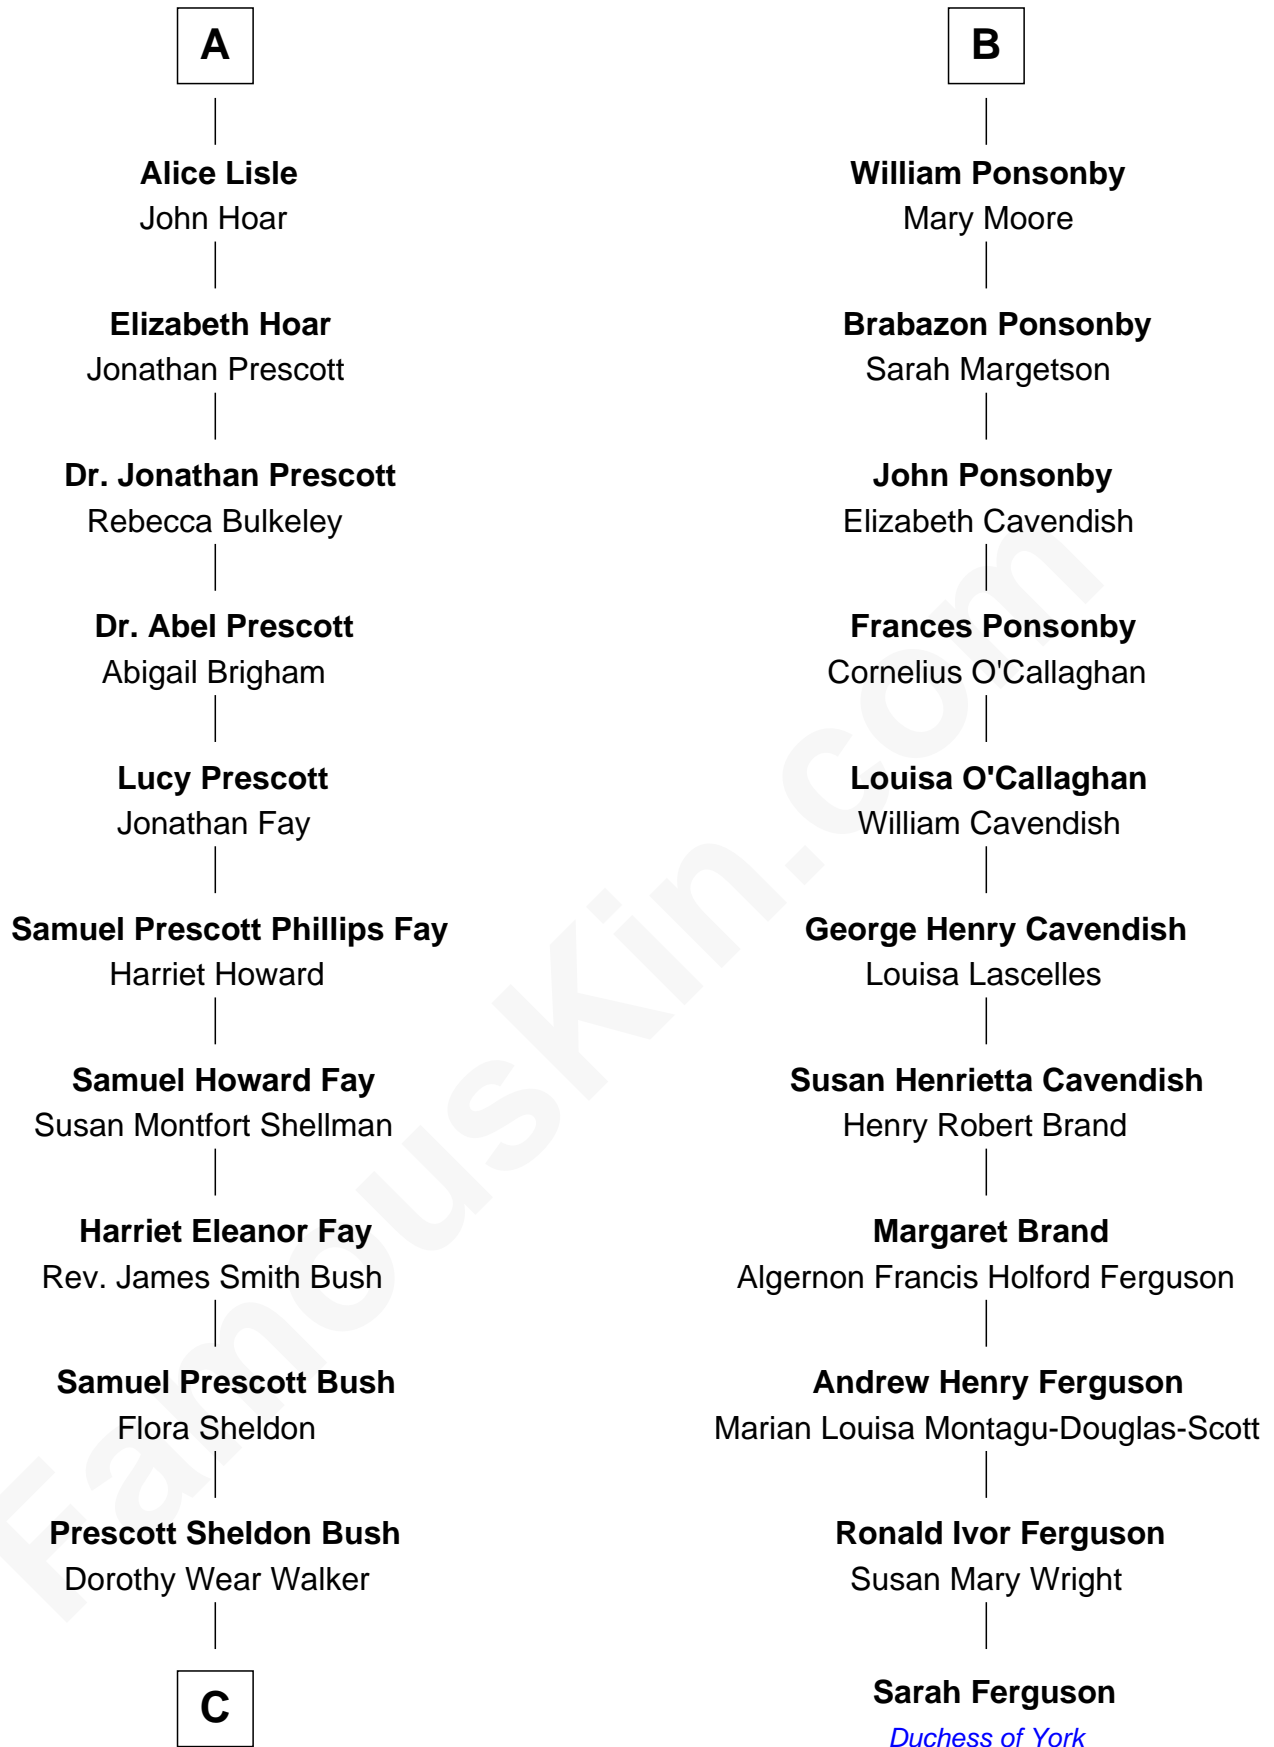 A
Alice Lisle
John Hoar
Elizabeth Hoar
Jonathan Prescott
Dr. Jonathan Prescott
Rebecca Bulkeley
Dr. Abel Prescott
Abigail Brigham
Lucy Prescott
Jonathan Fay
Samuel Prescott Phillips Fay
Harriet Howard
Samuel Howard Fay
Susan Montfort Shellman
Harriet Eleanor Fay
Rev. James Smith Bush
Samuel Prescott Bush
Flora Sheldon
Prescott Sheldon Bush
Dorothy Wear Walker
C
B
William Ponsonby
Mary Moore
Brabazon Ponsonby
Sarah Margetson
John Ponsonby
Elizabeth Cavendish
Frances Ponsonby
Cornelius O'Callaghan
Louisa O'Callaghan
William Cavendish
George Henry Cavendish
Louisa Lascelles
Susan Henrietta Cavendish
Henry Robert Brand
Margaret Brand
Algernon Francis Holford Ferguson
Andrew Henry Ferguson
Marian Louisa Montagu-Douglas-Scott
Ronald Ivor Ferguson
Susan Mary Wright
Sarah Ferguson
Duchess of York
FamousKin.com